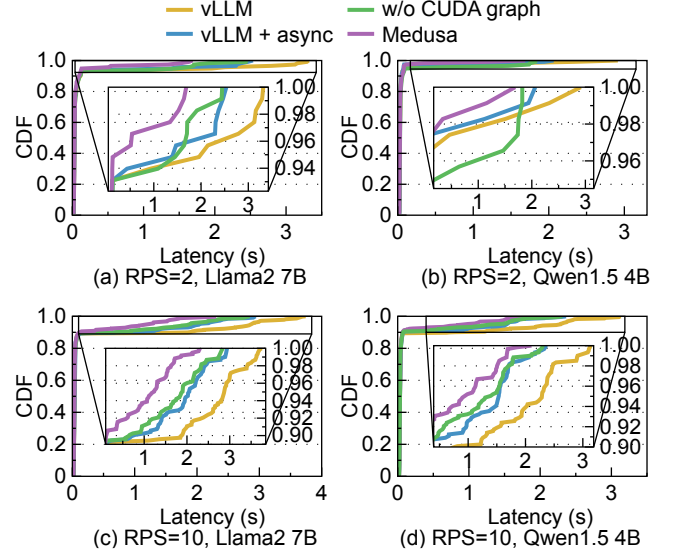 vLLM
w/o CUDA graph
vLLM + async
Medusa
1.0
0.8
0.6
0.4
0.2
0
CDF
1.00
0.98
0.96
0.94
1 2 3
0 1 2 3
Latency (s)
(a) RPS=2, Llama2 7B
1.0
0.8
0.6
0.4
0.2
0
CDF
1.00
0.98
0.96
1 2 3
0 1 2 3
Latency (s)
(b) RPS=2, Qwen1.5 4B
1.0
0.8
0.6
0.4
0.2
0
CDF
1.00
0.98
0.96
0.94
0.92
0.90
1 2 3
0 1 2 3 4
Latency (s)
(c) RPS=10, Llama2 7B
1.0
0.8
0.6
0.4
0.2
0
CDF
1.00
0.98
0.96
0.94
0.92
0.90
1 2 3
0 1 2 3
Latency (s)
(d) RPS=10, Qwen1.5 4B